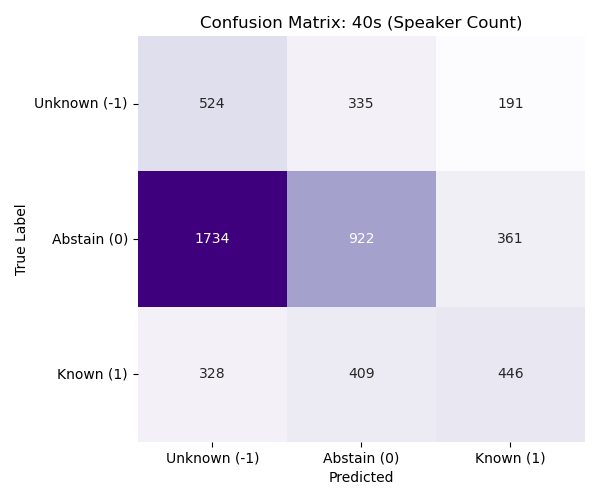 Confusion Matrix: 40s (Speaker Count)
True Label
Unknown (-1) 524 335 191
Abstain (0) 1734 922 361
Known (1) 328 409 446
Unknown (-1) Abstain (0) Known (1)
Predicted